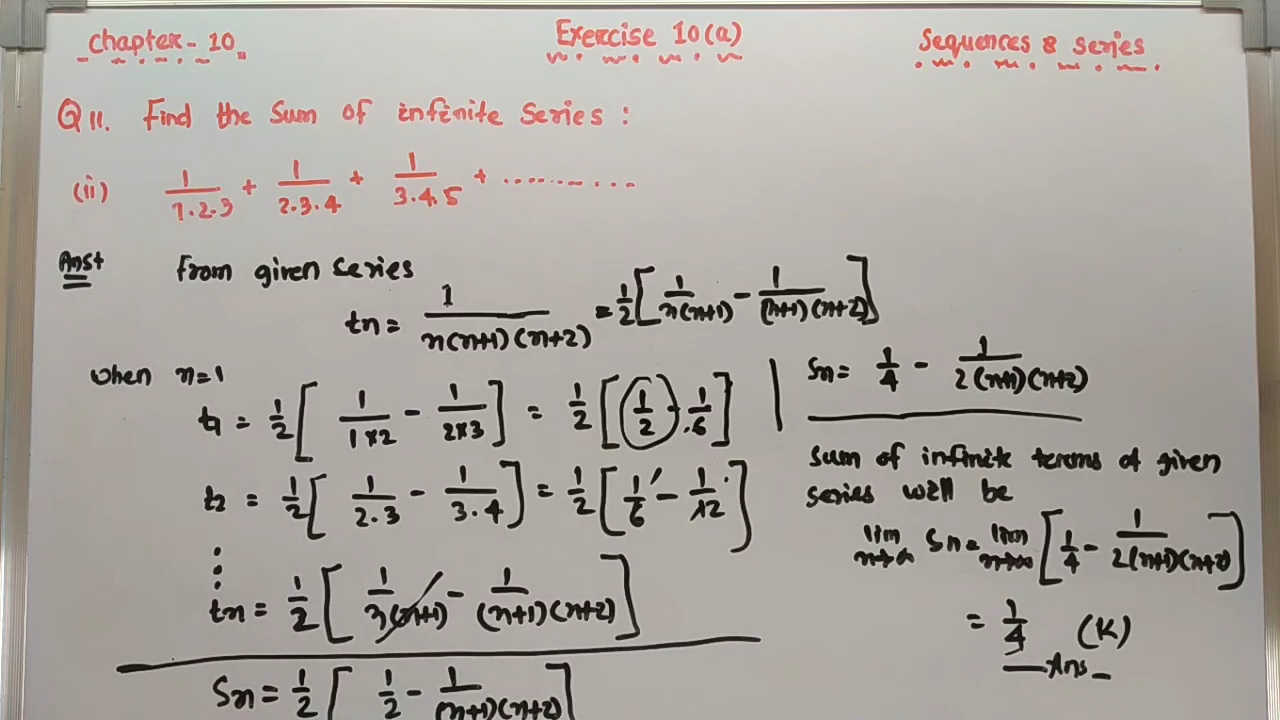 Chapter-10.
Exercise 10(a)
Sequences & Series
Q11. Find the Sum of infinite Series :
(ii) 1/1.2.3 + 1/2.3.4 + 1/3.4.5 + ...........
Ans+ From given series
tn = 1/n(n+1)(n+2) = 1/2[1/n(n+1) - 1/(n+1)(n+2)]
when n=1
t1 = 1/2[1/1×2 - 1/2×3] = 1/2[1/2 - 1/6]
t2 = 1/2[1/2.3 - 1/3.4] = 1/2[1/6 - 1/12]
⋮
tn = 1/2[1/n(n+1) - 1/(n+1)(n+2)]
Sn = 1/2[1/2 - 1/(n+1)(n+2)]
Sn = 1/4 - 1/2(n+1)(n+2)
Sum of infinite terms of given
series will be
lim n→∞ Sn = lim n→∞ [1/4 - 1/2(n+1)(n+2)]
= 1/4 (K)
Ans